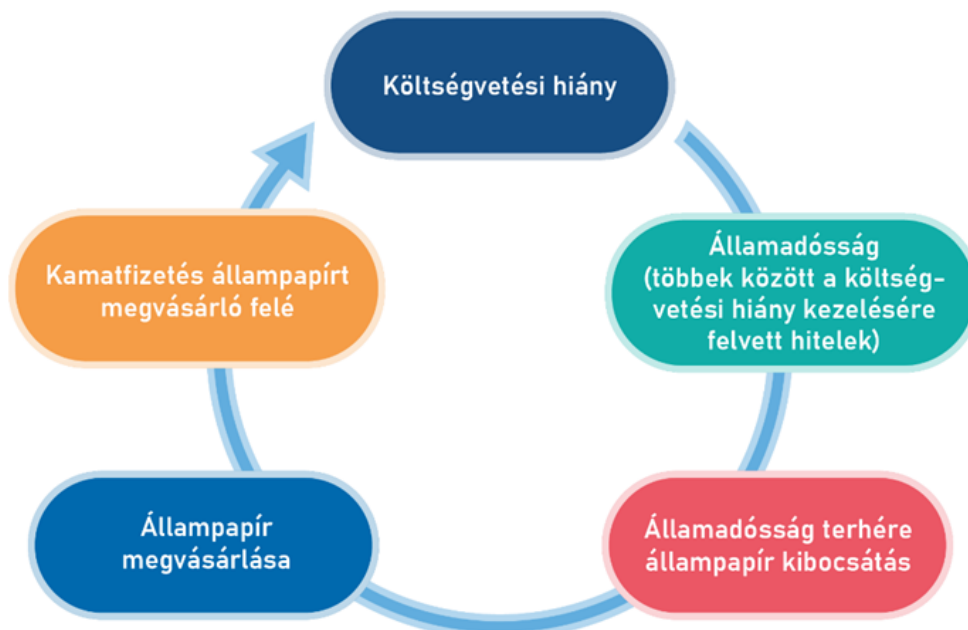 Költségvetési hiány
Államadósság
(többek között a költség-
vetési hiány kezelésére
felvett hitelek)
Államadósság terhére
állampapír kibocsátás
Állampapír
megvásárlása
Kamatfizetés állampapírt
megvásárló felé